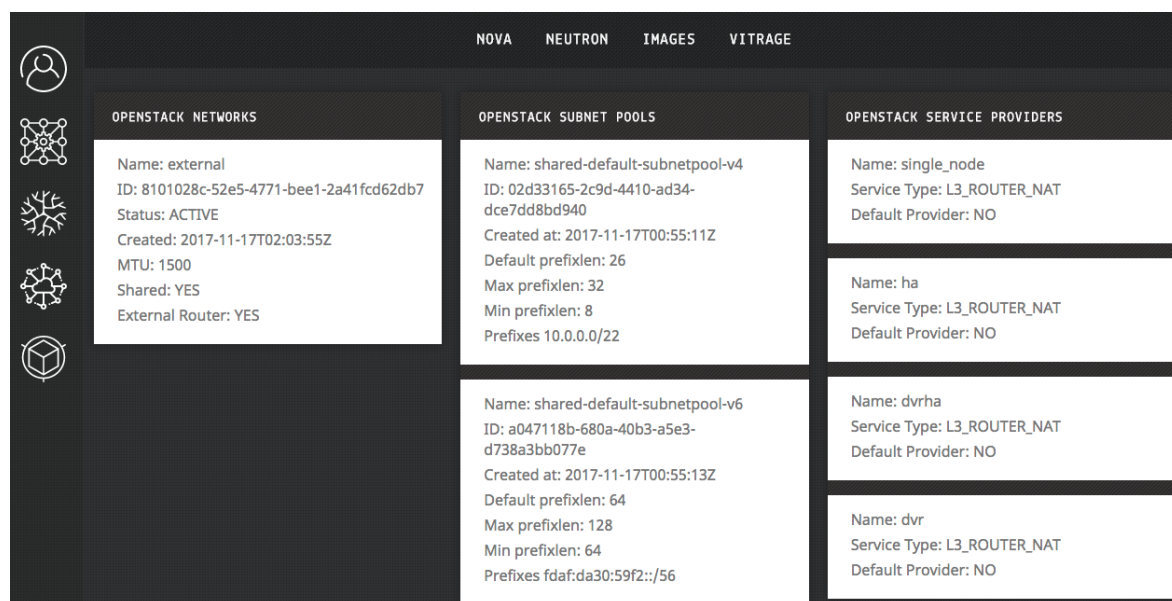 NOVA NEUTRON IMAGES VITRAGE
OPENSTACK NETWORKS
Name: external
ID: 8101028c-52e5-4771-bee1-2a41fcd62db7
Status: ACTIVE
Created: 2017-11-17T02:03:55Z
MTU: 1500
Shared: YES
External Router: YES
OPENSTACK SUBNET POOLS
Name: shared-default-subnetpool-v4
ID: 02d33165-2c9d-4410-ad34-
dce7dd8bd940
Created at: 2017-11-17T00:55:11Z
Default prefixlen: 26
Max prefixlen: 32
Min prefixlen: 8
Prefixes 10.0.0.0/22
Name: shared-default-subnetpool-v6
ID: a047118b-680a-40b3-a5e3-
d738a3bb077e
Created at: 2017-11-17T00:55:13Z
Default prefixlen: 64
Max prefixlen: 128
Min prefixlen: 64
Prefixes fdaf:da30:59f2::/56
OPENSTACK SERVICE PROVIDERS
Name: single_node
Service Type: L3_ROUTER_NAT
Default Provider: NO
Name: ha
Service Type: L3_ROUTER_NAT
Default Provider: NO
Name: dvrha
Service Type: L3_ROUTER_NAT
Default Provider: NO
Name: dvr
Service Type: L3_ROUTER_NAT
Default Provider: NO